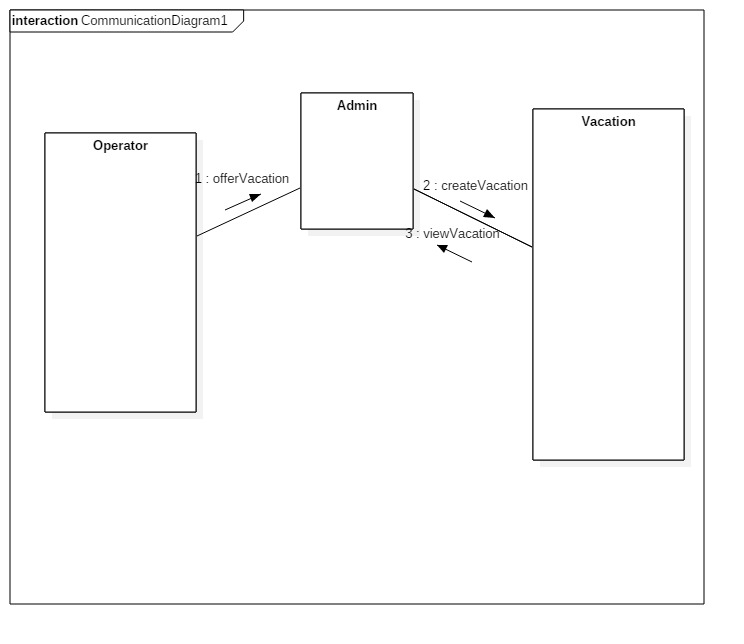 interaction CommunicationDiagram1
Admin
Vacation
Operator
1 : offerVacation
2 : createVacation
3 : viewVacation